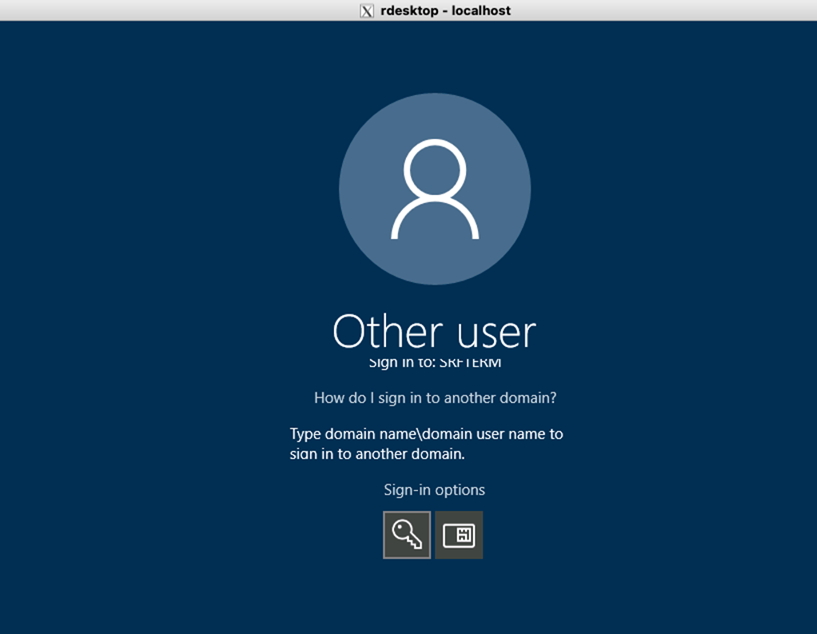 rdesktop - localhost
Other user
Sign in to: SRFTERM
How do I sign in to another domain?
Type domain name\domain user name to
sign in to another domain.
Sign-in options